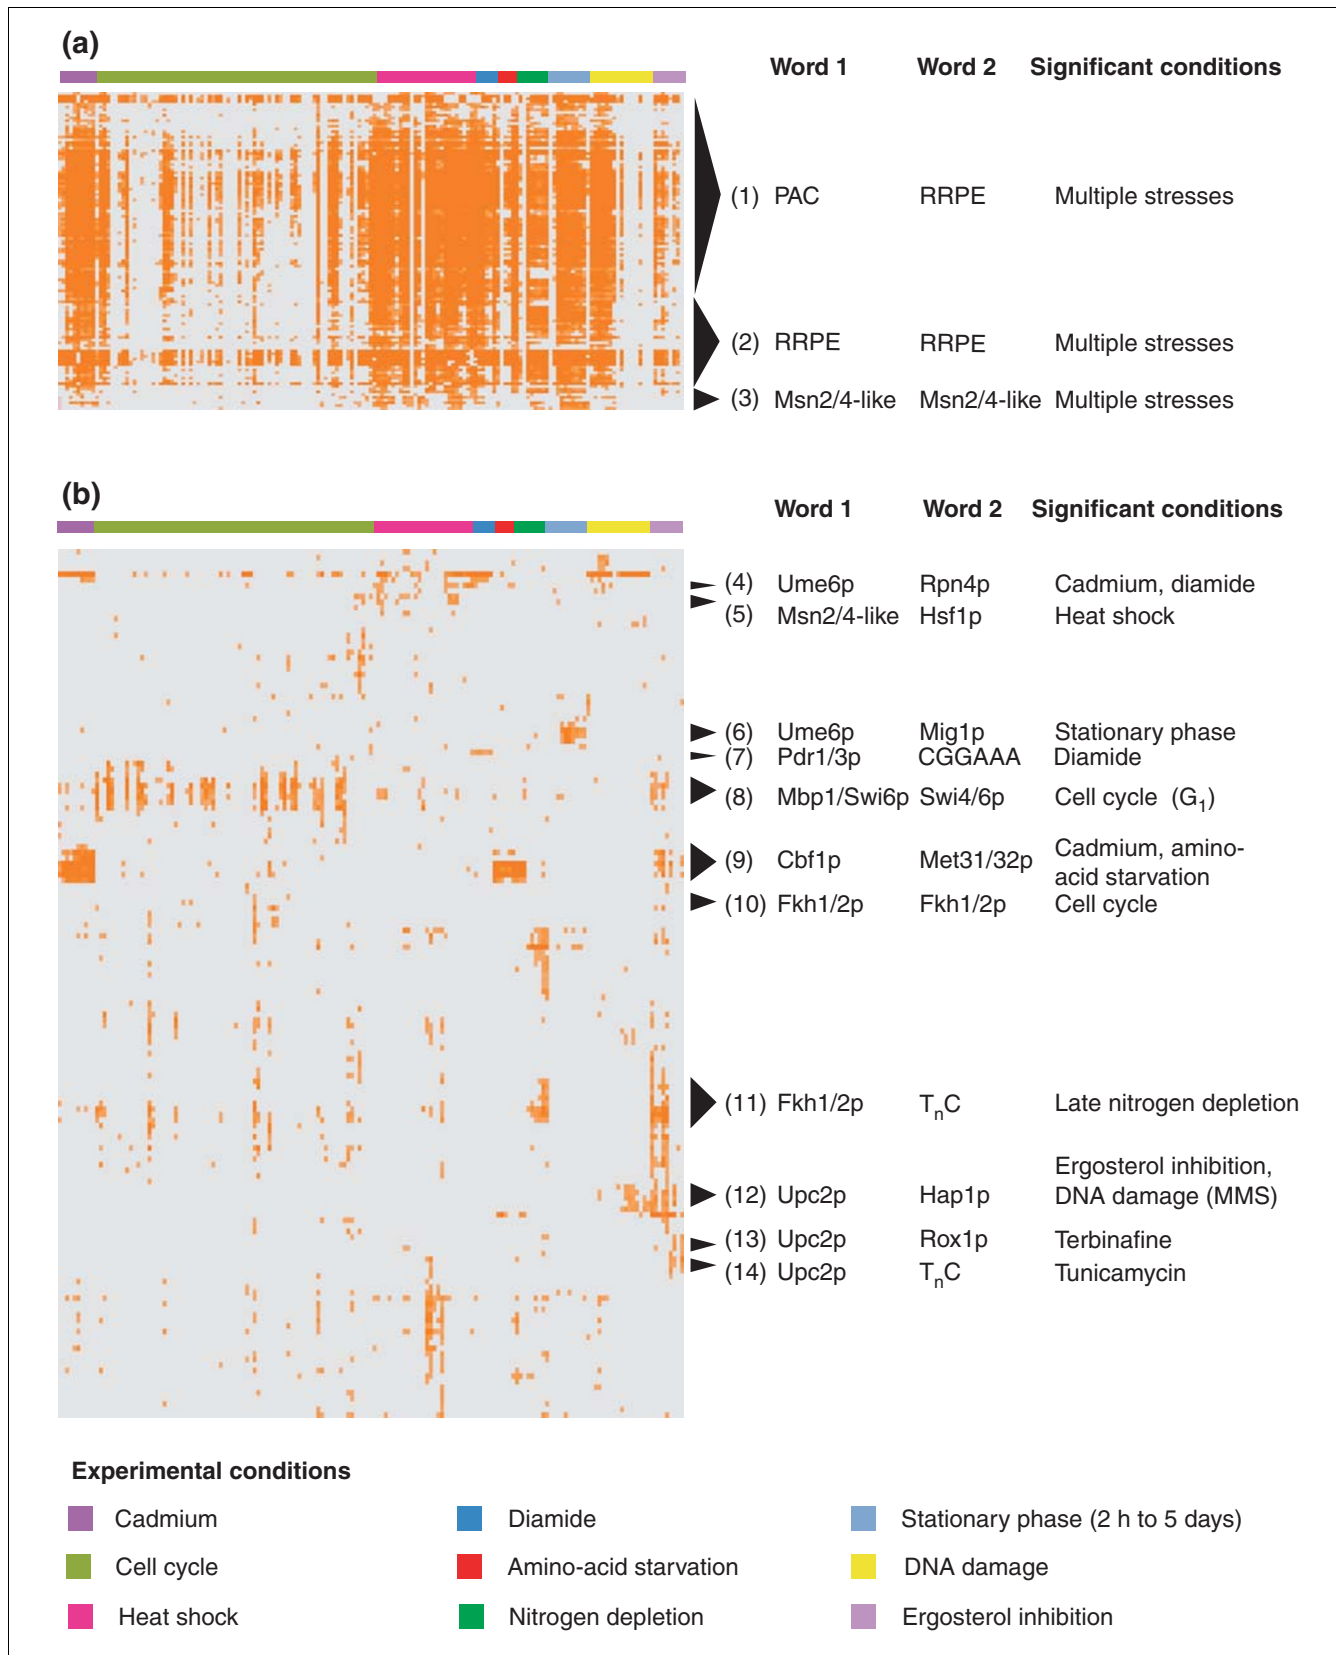 (a)
Word 1 Word 2 Significant conditions
(1) PAC RRPE Multiple stresses
(2) RRPE RRPE Multiple stresses
(3) Msn2/4-like Msn2/4-like Multiple stresses
(b)
Word 1 Word 2 Significant conditions
(4) Ume6p Rpn4p Cadmium, diamide
(5) Msn2/4-like Hsf1p Heat shock
(6) Ume6p Mig1p Stationary phase
(7) Pdr1/3p CGGAAA Diamide
(8) Mbp1/Swi6p Swi4/6p Cell cycle (G1)
(9) Cbf1p Met31/32p Cadmium, amino-
acid starvation
(10) Fkh1/2p Fkh1/2p Cell cycle
(11) Fkh1/2p TnC Late nitrogen depletion
Ergosterol inhibition,
(12) Upc2p Hap1p DNA damage (MMS)
(13) Upc2p Rox1p Terbinafine
(14) Upc2p TnC Tunicamycin
Experimental conditions
Cadmium Diamide Stationary phase (2 h to 5 days)
Cell cycle Amino-acid starvation DNA damage
Heat shock Nitrogen depletion Ergosterol inhibition